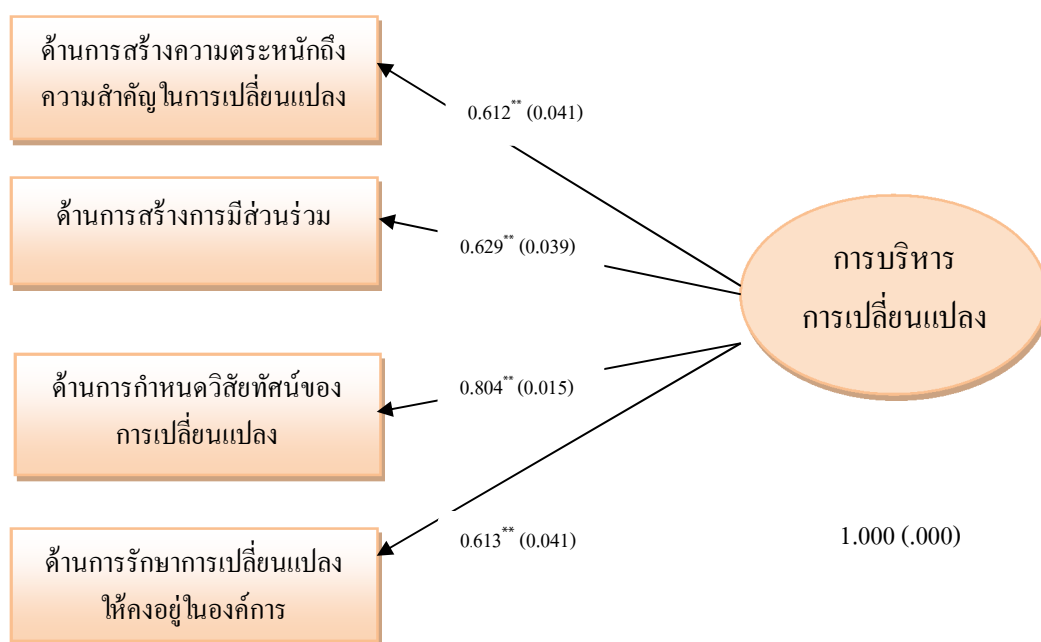 ด้านการสร้างความตระหนักถึง
ความสำคัญในการเปลี่ยนแปลง
0.612** (0.041)
ด้านการสร้างการมีส่วนร่วม
0.629** (0.039)
การบริหาร
การเปลี่ยนแปลง
ด้านการกำหนดวิสัยทัศน์ของ
การเปลี่ยนแปลง
0.804** (0.015)
ด้านการรักษาการเปลี่ยนแปลง
ให้คงอยู่ในองค์การ
0.613** (0.041)
1.000 (.000)